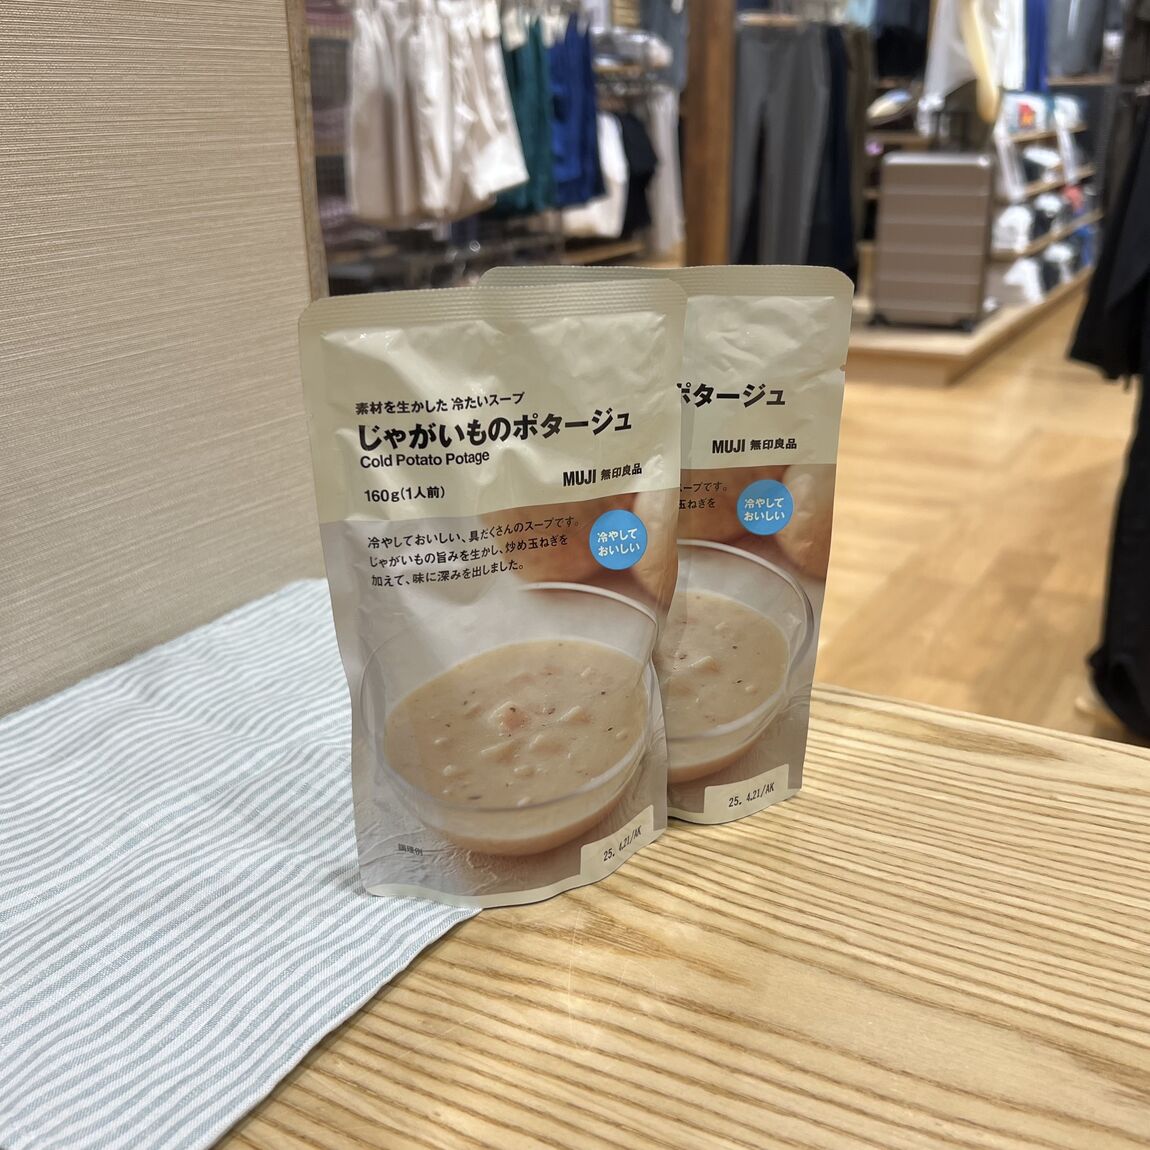 素材を生かした 冷たいスープ
じゃがいものポタージュ
Cold Potato Potage
MUJI 無印良品
160g(1人前)
冷やしておいしい、具だくさんのスープです。
じゃがいもの旨みを生かし、炒め玉ねぎを
加えて、味に深みを出しました。
冷やして
おいしい
調理例
25. 4.21/AK
ポタージュ
MUJI 無印良品
スープです。
玉ねぎを
冷やして
おいしい
25. 4.21/AK